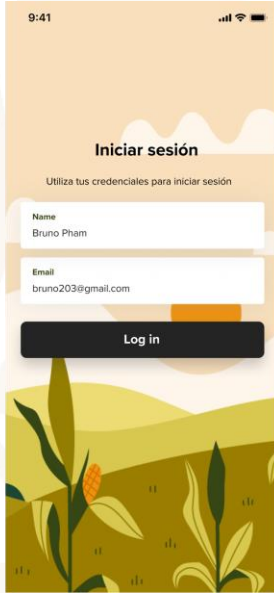 9:41
Iniciar sesión
Utiliza tus credenciales para iniciar sesión
Name
Bruno Pham
Email
bruno203@gmail.com
Log in